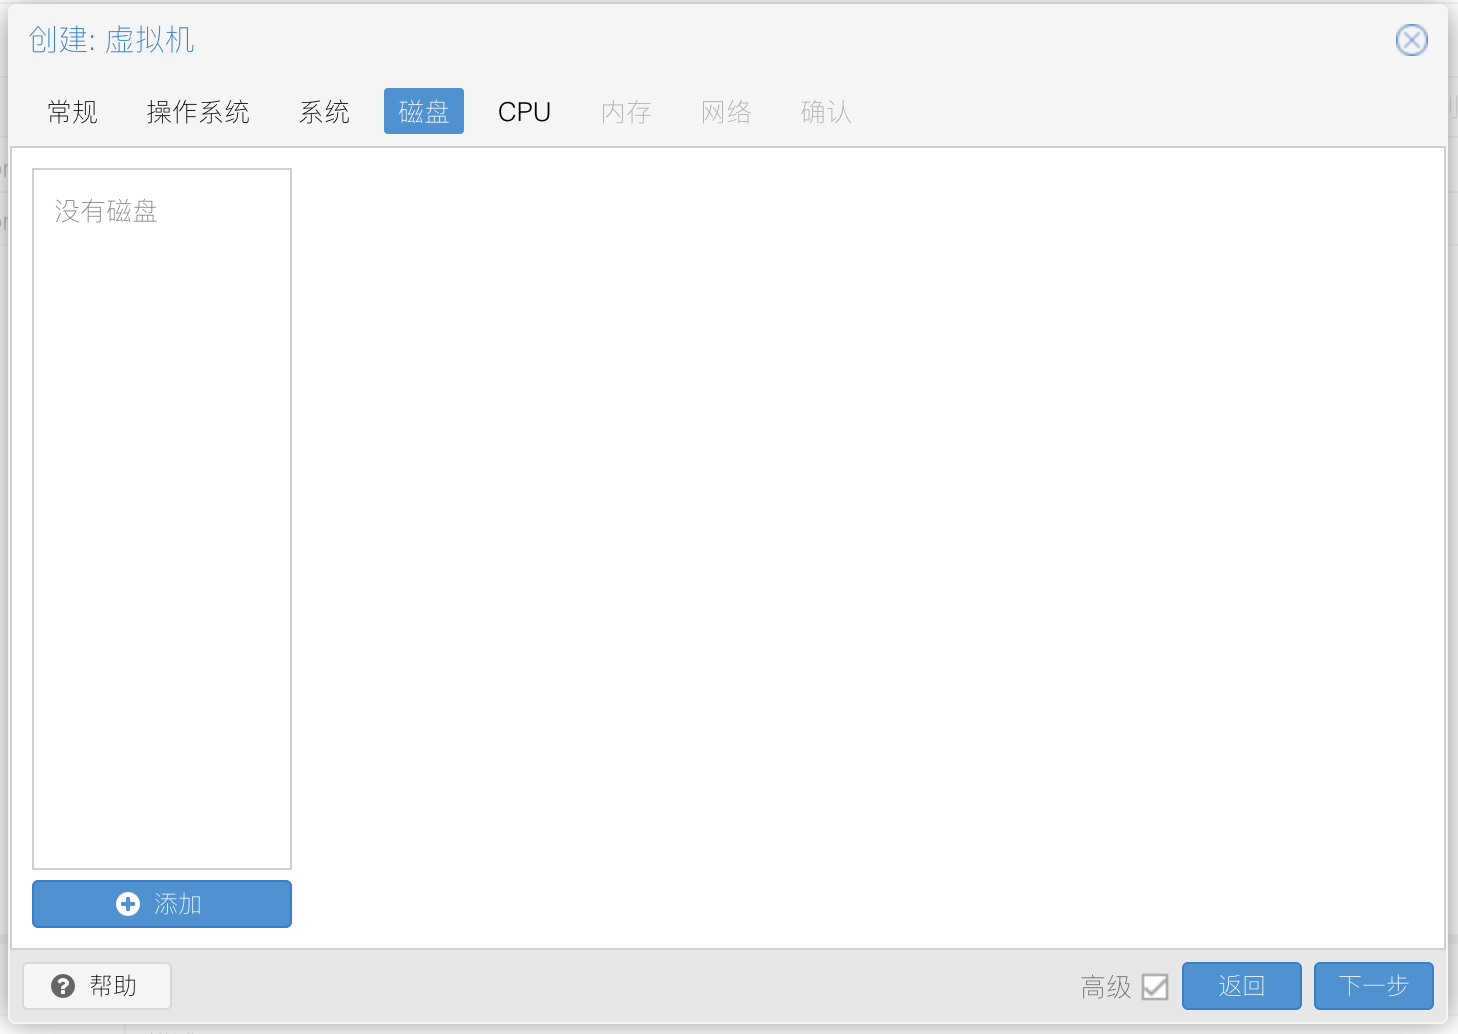 创建: 虚拟机
常规 操作系统 系统 磁盘 CPU 内存 网络 确认
没有磁盘
添加
帮助 高级 返回 下一步